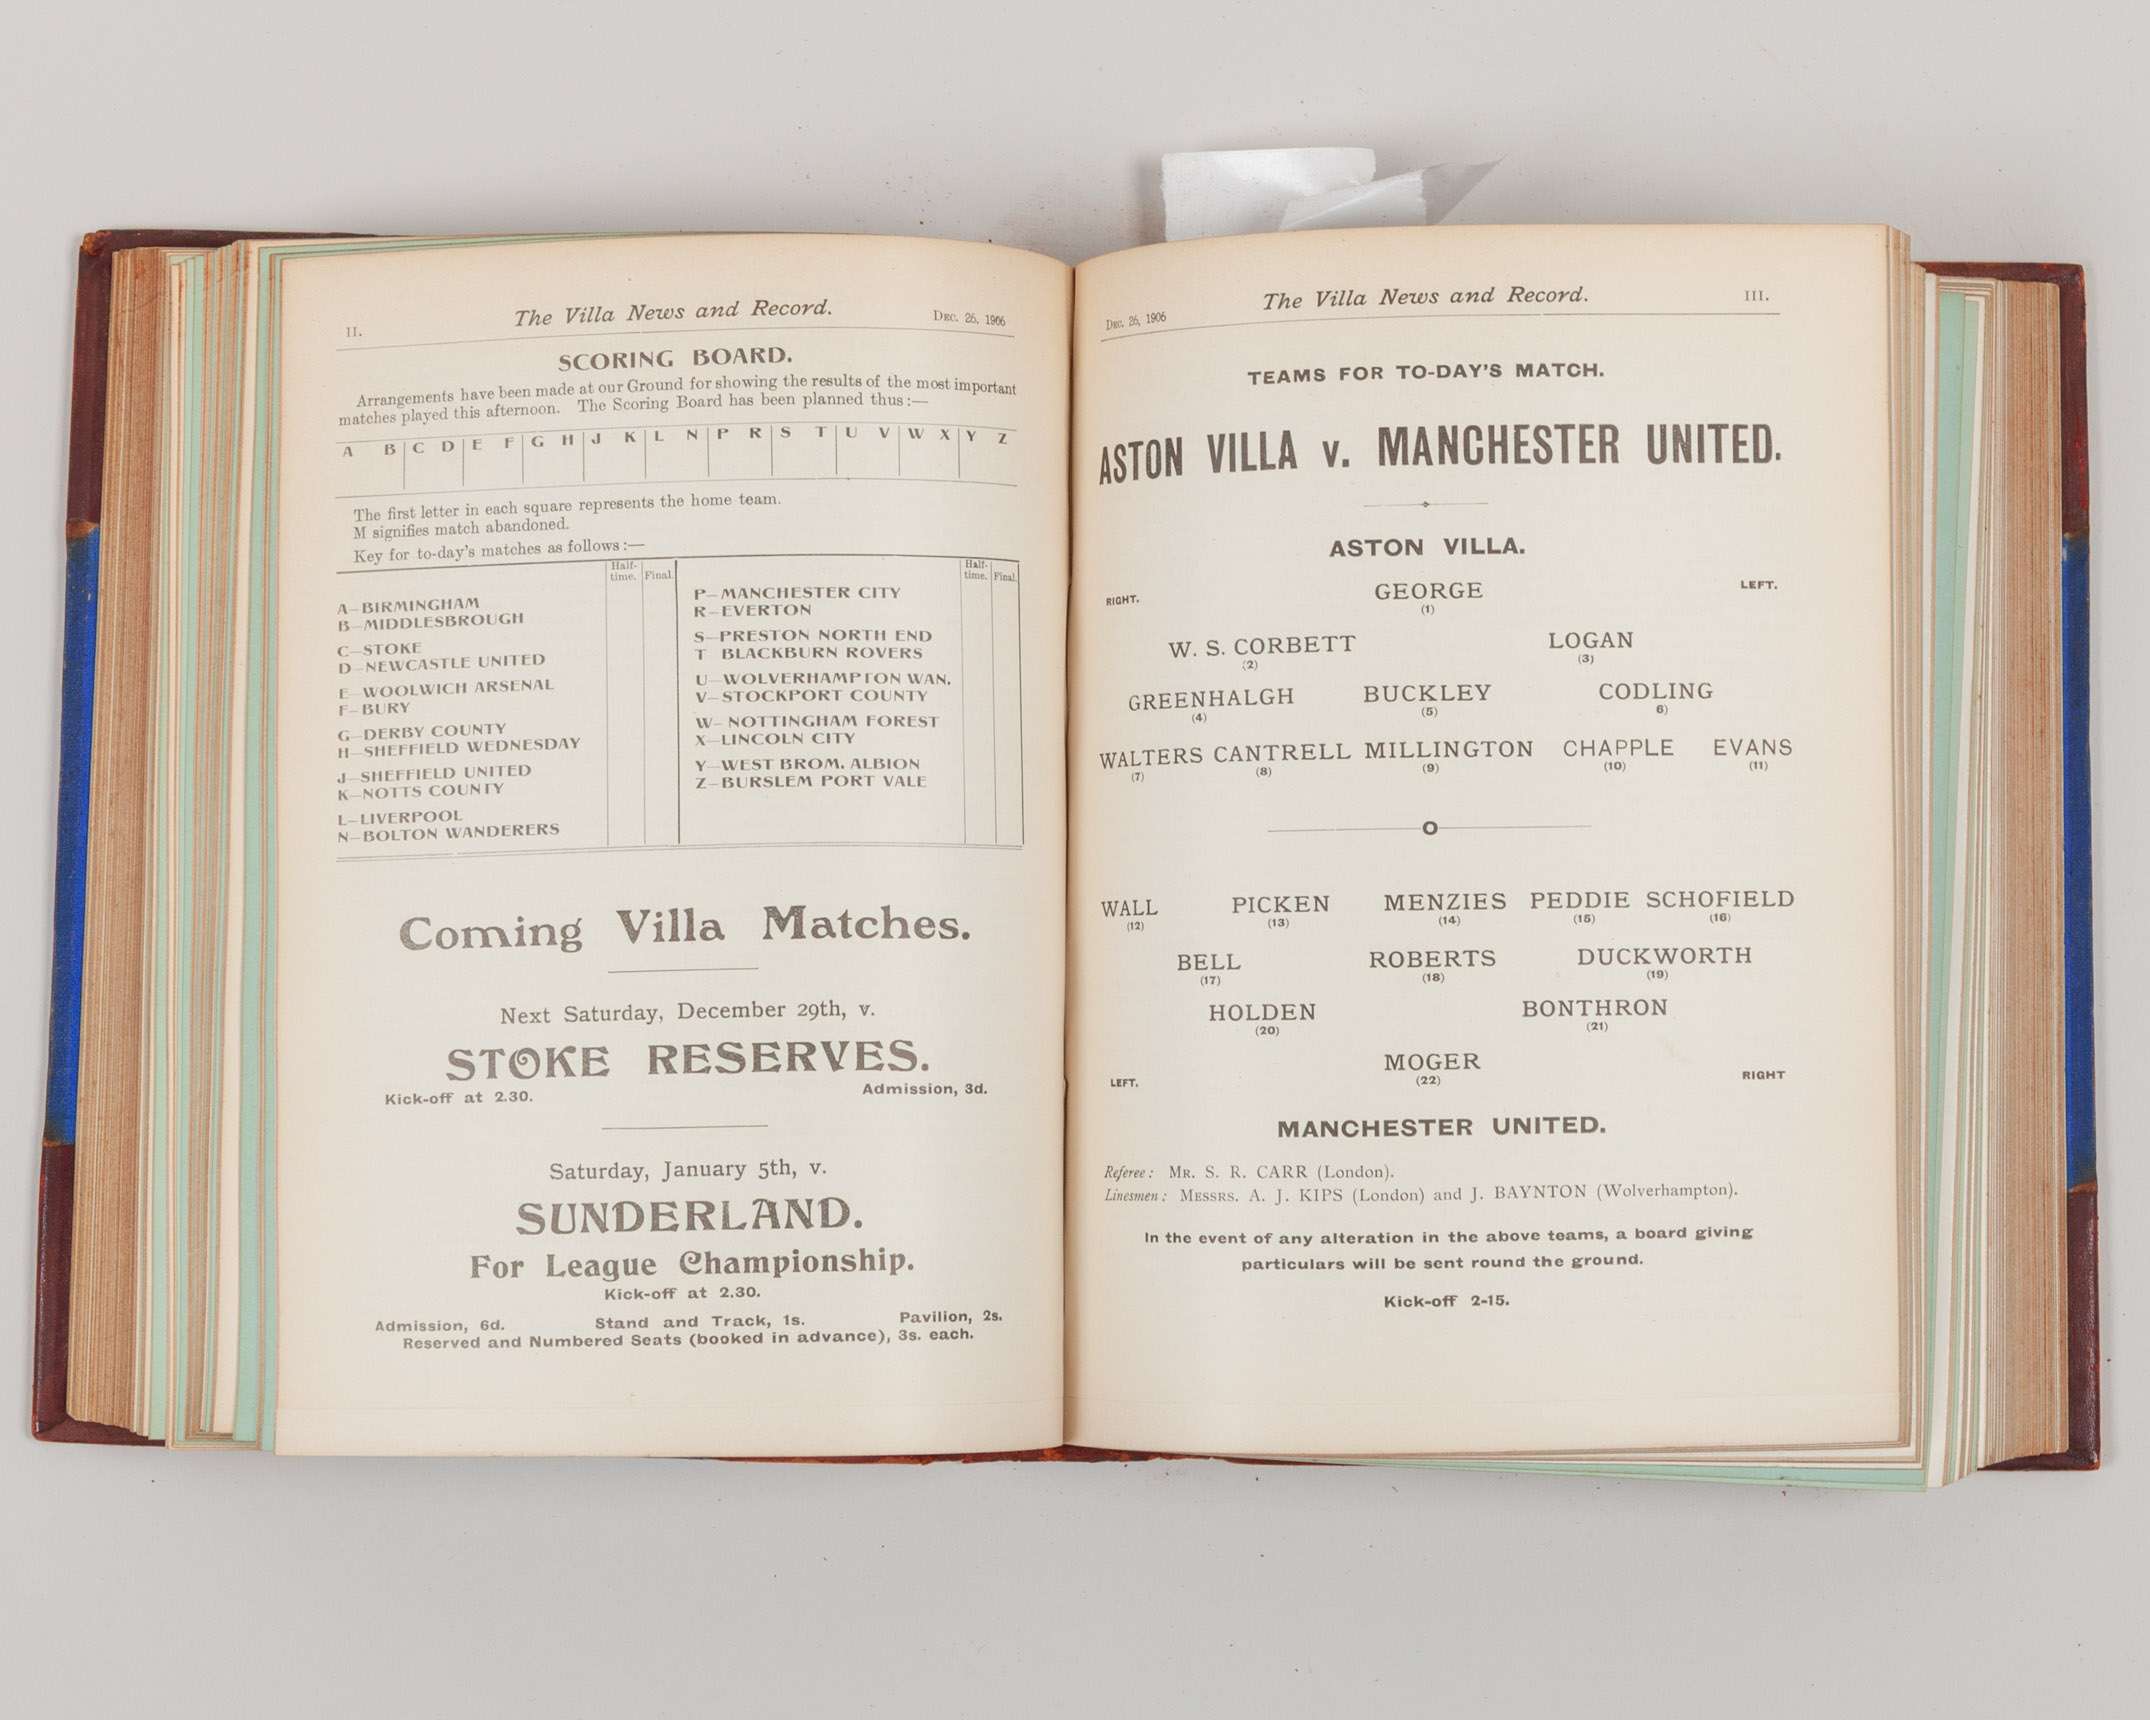 II.
The Villa News and Record.
DEC. 26, 1906
SCORING BOARD.
Arrangements have been made at our Ground for showing the results of the most important
matches played this afternoon. The Scoring Board has been planned thus :—
A B C D E F G H J K L N P R S T U V W X Y Z
The first letter in each square represents the home team.
M signifies match abandoned.
Key for to-day's matches as follows :—
Half-time. Final.
A—BIRMINGHAM
B—MIDDLESBROUGH
C—STOKE
D—NEWCASTLE UNITED
E—WOOLWICH ARSENAL
F—BURY
G—DERBY COUNTY
H—SHEFFIELD WEDNESDAY
J—SHEFFIELD UNITED
K—NOTTS COUNTY
L—LIVERPOOL
N—BOLTON WANDERERS
Half-time. Final.
P—MANCHESTER CITY
R—EVERTON
S—PRESTON NORTH END
T BLACKBURN ROVERS
U—WOLVERHAMPTON WAN.
V—STOCKPORT COUNTY
W—NOTTINGHAM FOREST
X—LINCOLN CITY
Y—WEST BROM. ALBION
Z—BURSLEM PORT VALE
Coming Villa Matches.
Next Saturday, December 29th, v.
STOKE RESERVES.
Kick-off at 2.30. Admission, 3d.
Saturday, January 5th, v.
SUNDERLAND.
For League Championship.
Kick-off at 2.30.
Admission, 6d. Stand and Track, 1s. Pavilion, 2s.
Reserved and Numbered Seats (booked in advance), 3s. each.
DEC. 26, 1906
The Villa News and Record.
III.
TEAMS FOR TO-DAY'S MATCH.
ASTON VILLA v. MANCHESTER UNITED.
ASTON VILLA.
RIGHT. GEORGE LEFT.
(1)
W. S. CORBETT LOGAN
(2) (3)
GREENHALGH BUCKLEY CODLING
(4) (5) 6)
WALTERS CANTRELL MILLINGTON CHAPPLE EVANS
(7) (8) (9) (10) (11)
O
WALL PICKEN MENZIES PEDDIE SCHOFIELD
(12) (13) (14) (15) (16)
BELL ROBERTS DUCKWORTH
(17) (18) (19)
HOLDEN BONTHRON
(20) (21)
MOGER
LEFT. (22) RIGHT
MANCHESTER UNITED.
Referee : MR. S. R. CARR (London).
Linesmen : MESSRS. A. J. KIPS (London) and J. BAYNTON (Wolverhampton).
In the event of any alteration in the above teams, a board giving
particulars will be sent round the ground.
Kick-off 2-15.